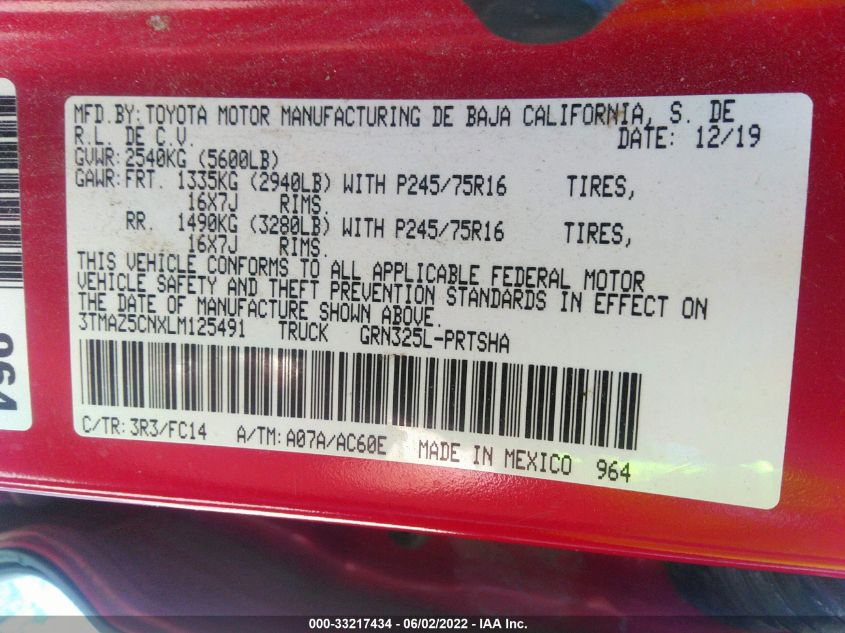 MFD.BY:TOYOTA MOTOR MANUFACTURING DE BAJA CALIFORNIA, S. DE
R.L. DE C.V. DATE: 12/19
GVWR:2540KG (5600LB)
GAWR:FRT. 1335KG (2940LB) WITH P245/75R16 TIRES,
16X7J RIMS.
RR. 1490KG (3280LB) WITH P245/75R16 TIRES,
16X7J RIMS.
THIS VEHICLE CONFORMS TO ALL APPLICABLE FEDERAL MOTOR
VEHICLE SAFETY AND THEFT PREVENTION STANDARDS IN EFFECT ON
THE DATE OF MANUFACTURE SHOWN ABOVE.
3TMAZ5CNXLM125491 TRUCK GRN325L-PRTSHA
C/TR:3R3/FC14 A/TM:A07A/AC60E MADE IN MEXICO 964
064
000-33217434 - 06/02/2022 - IAA Inc.